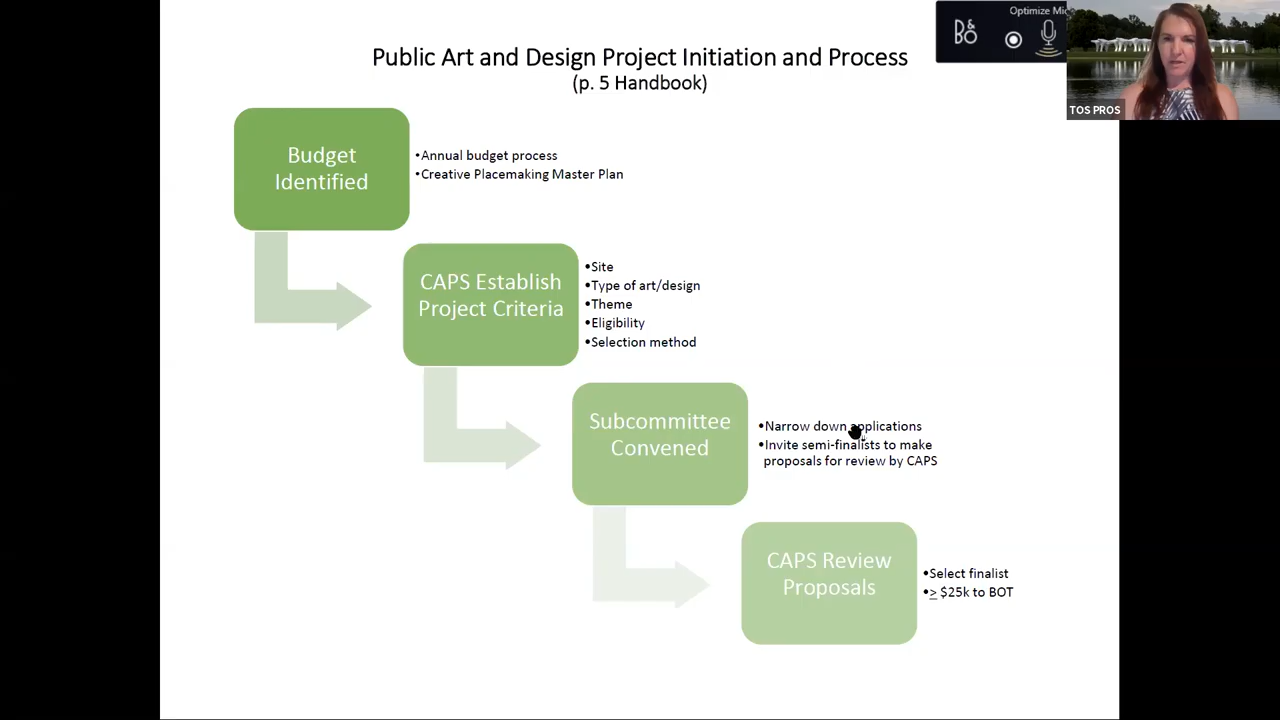 Optimize Mic
B&O
TOS PROS
Public Art and Design Project Initiation and Process
(p. 5 Handbook)
Budget
Identified
•Annual budget process
•Creative Placemaking Master Plan
CAPS Establish
Project Criteria
•Site
•Type of art/design
•Theme
•Eligibility
•Selection method
Subcommittee
Convened
•Narrow down applications
•Invite semi-finalists to make
proposals for review by CAPS
CAPS Review
Proposals
•Select finalist
•≥ $25k to BOT